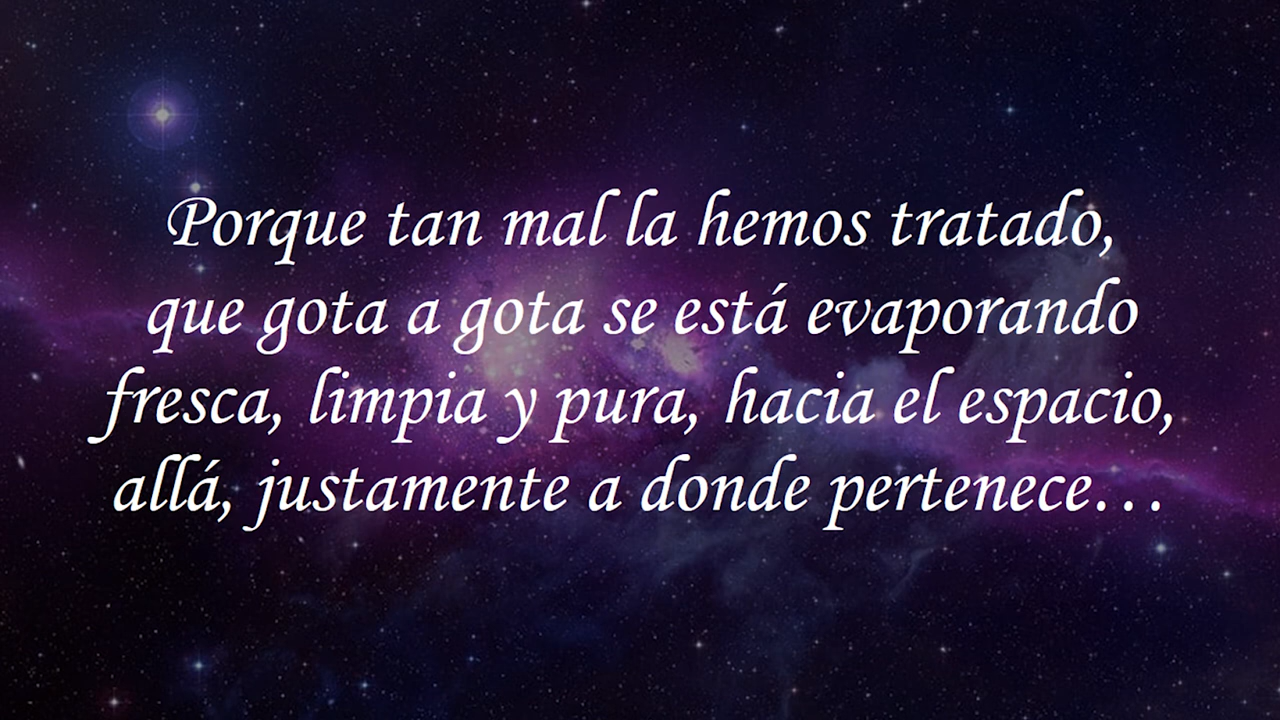 Porque tan mal la hemos tratado,
que gota a gota se está evaporando
fresca, limpia y pura, hacia el espacio,
allá, justamente a donde pertenece...